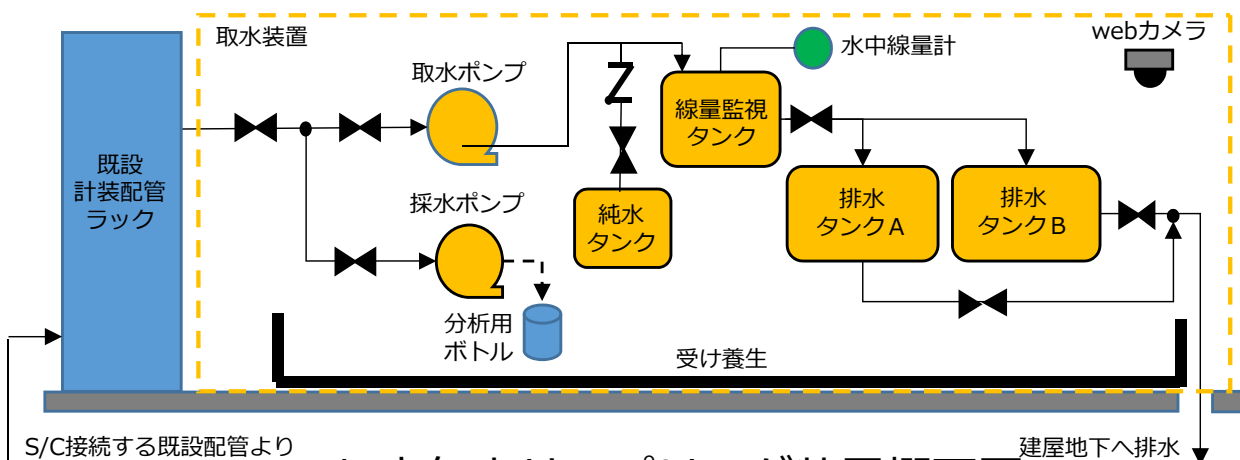 取水装置
webカメラ
水中線量計
取水ポンプ
線量監視
タンク
既設
計装配管
ラック
採水ポンプ
純水
タンク
排水
タンクA
排水
タンクB
分析用
ボトル
受け養生
S/C接続する既設配管より
建屋地下へ排水